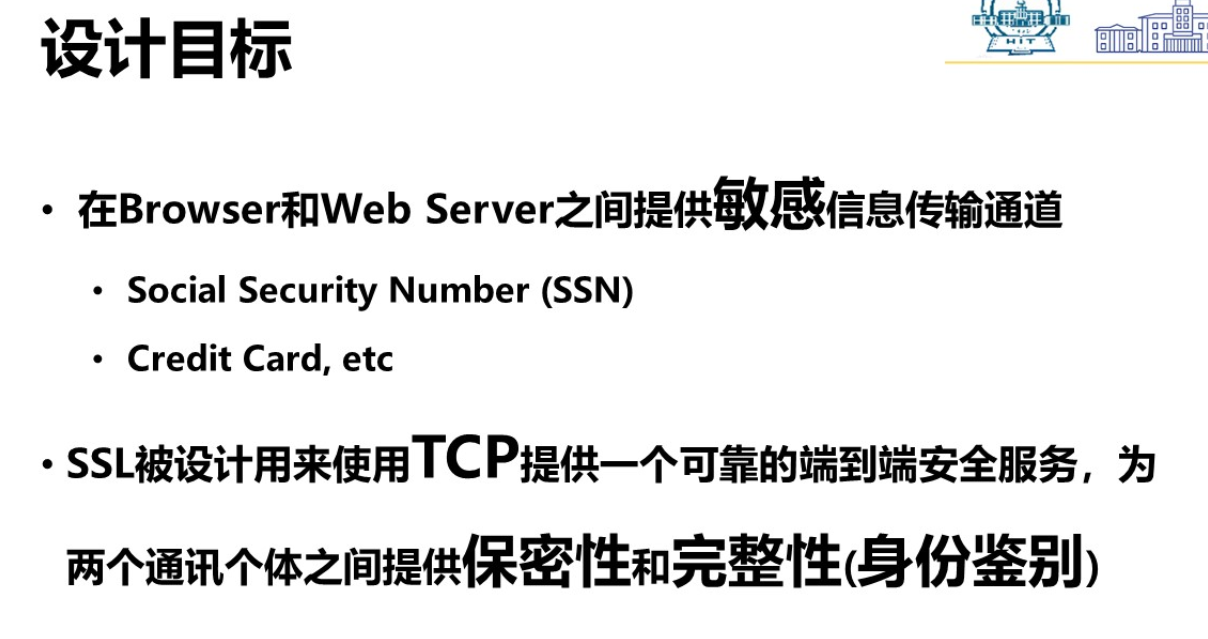 设计目标
HIT
• 在Browser和Web Server之间提供敏感信息传输通道
• Social Security Number (SSN)
• Credit Card, etc
• SSL被设计用来使用TCP提供一个可靠的端到端安全服务，为
两个通讯个体之间提供保密性和完整性(身份鉴别)